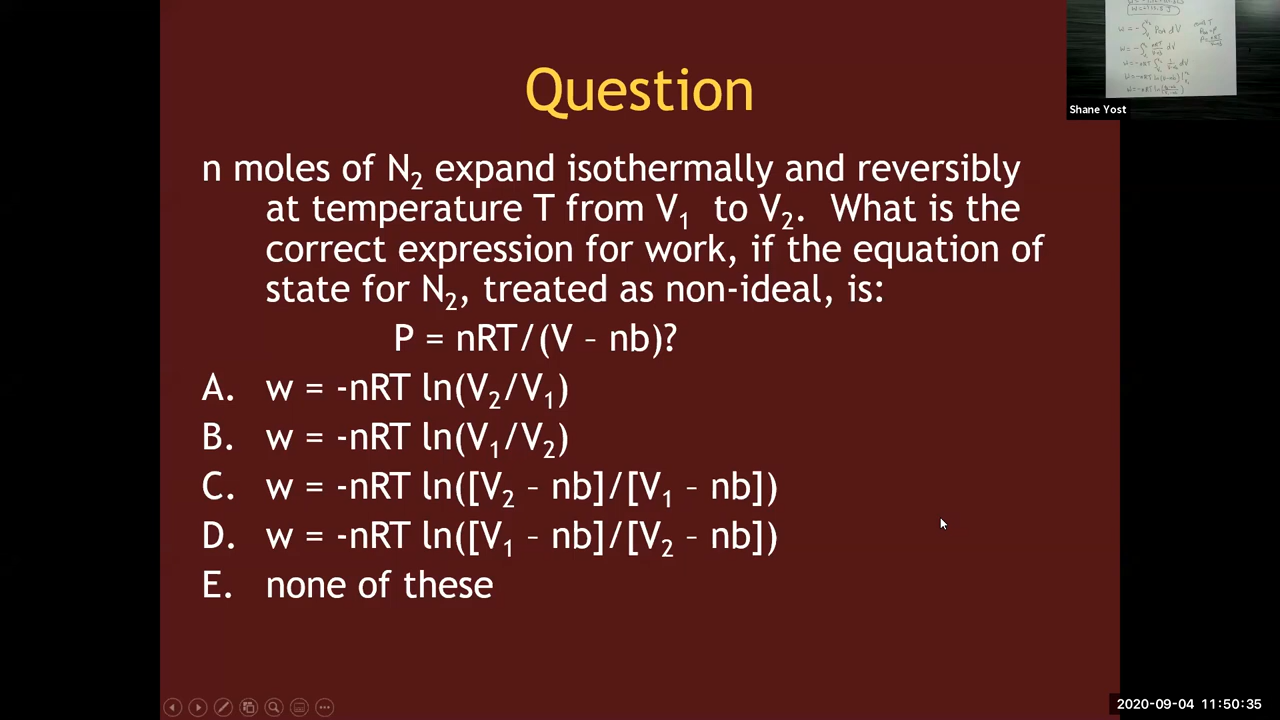 Question
n moles of N₂ expand isothermally and reversibly
at temperature T from V₁ to V₂. What is the
correct expression for work, if the equation of
state for N₂, treated as non-ideal, is:
P = nRT/(V – nb)?
A. w = -nRT ln(V₂/V₁)
B. w = -nRT ln(V₁/V₂)
C. w = -nRT ln([V₂ – nb]/[V₁ – nb])
D. w = -nRT ln([V₁ – nb]/[V₂ – nb])
E. none of these
Shane Yost
2020-09-04 11:50:35